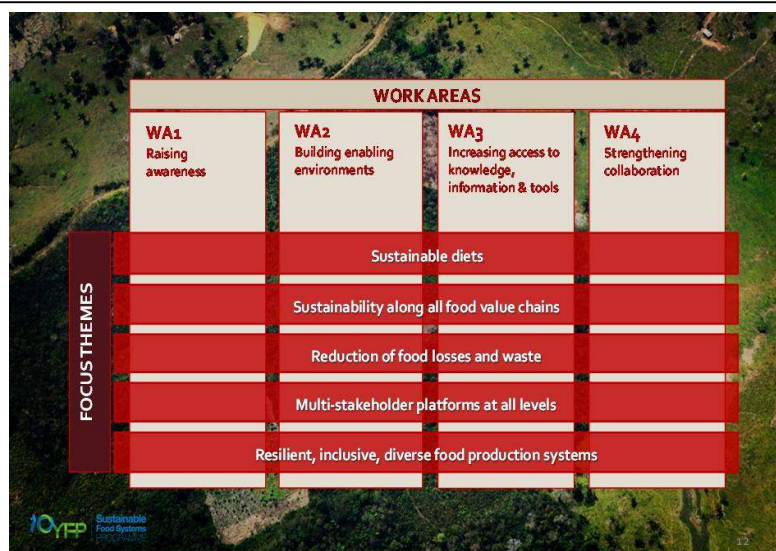 WORK AREAS
WA1
Raising
awareness
WA2
Building enabling
environments
WA3
Increasing access to
knowledge,
information & tools
WA4
Strengthening
collaboration
FOCUS THEMES
Sustainable diets
Sustainability along all food value chains
Reduction of food losses and waste
Multi-stakeholder platforms at all levels
Resilient, inclusive, diverse food production systems
10YFP
Sustainable
Food Systems
PROGRAMME
12